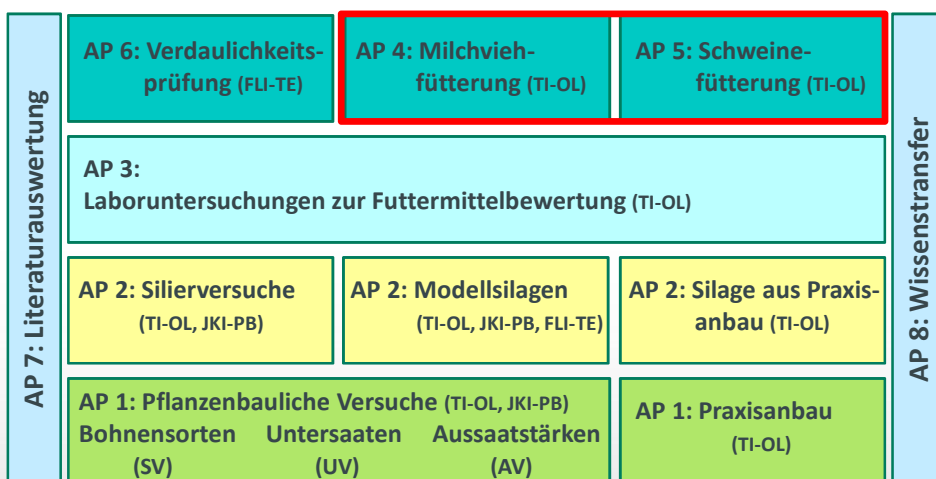 AP 7: Literaturauswertung
AP 6: Verdaulichkeits-
prüfung (FLI-TE)
AP 4: Milchvieh-
fütterung (TI-OL)
AP 5: Schweine-
fütterung (TI-OL)
AP 3:
Laboruntersuchungen zur Futtermittelbewertung (TI-OL)
AP 2: Silierversuche
(TI-OL, JKI-PB)
AP 2: Modellsilagen
(TI-OL, JKI-PB, FLI-TE)
AP 2: Silage aus Praxis-
anbau (TI-OL)
AP 1: Pflanzenbauliche Versuche (TI-OL, JKI-PB)
Bohnensorten Untersaaten Aussaatstärken
(SV) (UV) (AV)
AP 1: Praxisanbau
(TI-OL)
AP 8: Wissenstransfer